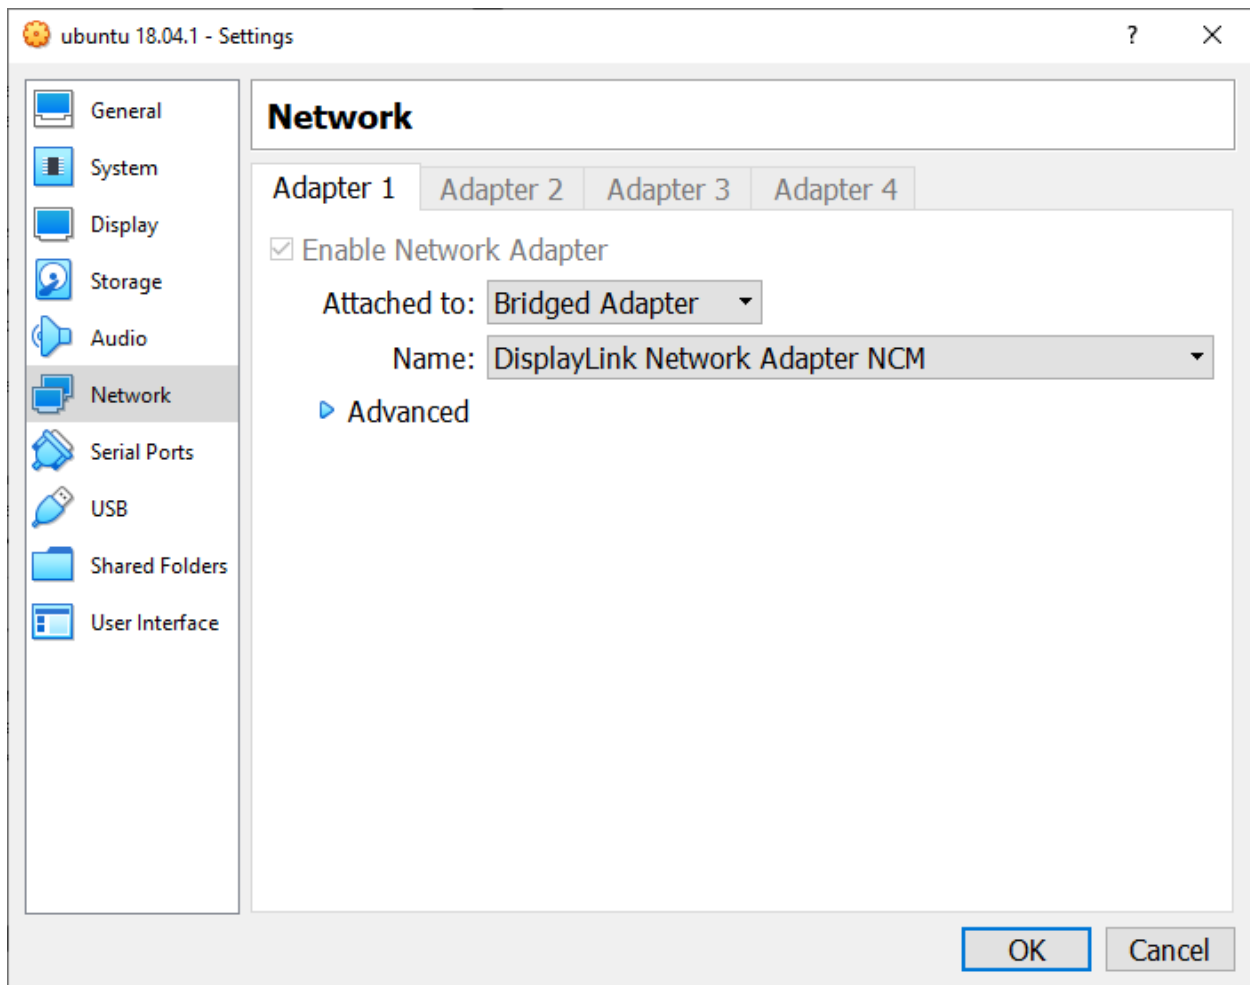 ubuntu 18.04.1 - Settings
?
General
System
Display
Storage
Audio
Network
Serial Ports
USB
Shared Folders
User Interface
Network
Adapter 1 Adapter 2 Adapter 3 Adapter 4
Enable Network Adapter
Attached to: Bridged Adapter
Name: DisplayLink Network Adapter NCM
Advanced
OK Cancel